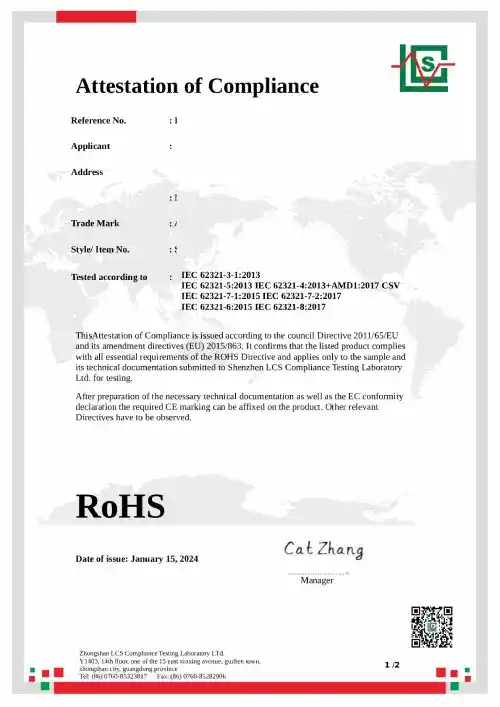 LCS
Attestation of Compliance
Reference No. :
Applicant :
Address
:
Trade Mark :
Style/ Item No. :
Tested according to : IEC 62321-3-1:2013
IEC 62321-5:2013 IEC 62321-4:2013+AMD1:2017 CSV
IEC 62321-7-1:2015 IEC 62321-7-2:2017
IEC 62321-6:2015 IEC 62321-8:2017
ThisAttestation of Compliance is issued according to the council Directive 2011/65/EU
and its amendment directives (EU) 2015/863. It confirms that the listed product complies
with all essential requirements of the ROHS Directive and applies only to the sample and
its technical documentation submitted to Shenzhen LCS Compliance Testing Laboratory
Ltd. for testing.
After preparation of the necessary technical documentation as well as the EC conformity
declaration the required CE marking can be affixed on the product. Other relevant
Directives have to be observed.
RoHS
Cat Zhang
Date of issue: January 15, 2024
Manager
Zhongshan LCS Compliance Testing Laboratory LTd.
Y1403, 14th floor, one of the 15 east xinxing avenue, guzhen town,
zhongshan city, guangdong province
Tel: (86) 0760-85323817 Fax: (86) 0760-85282906
1 /2